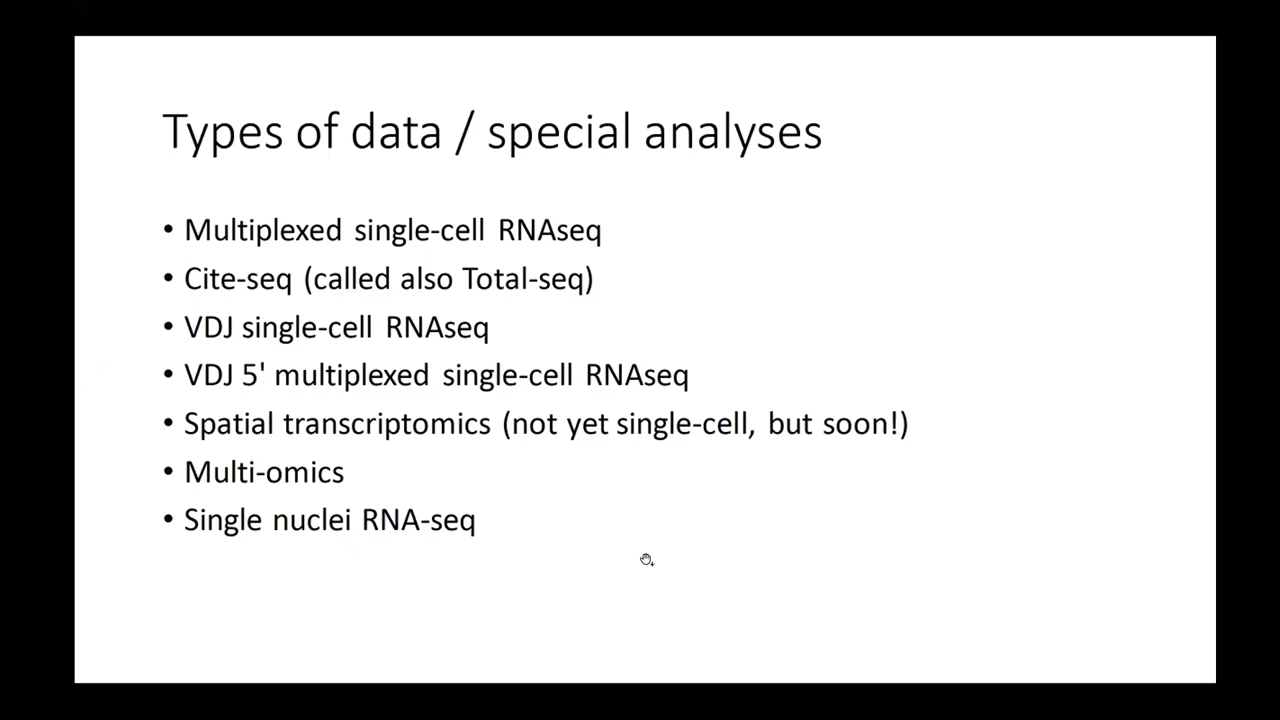 Types of data / special analyses
• Multiplexed single-cell RNAseq
• Cite-seq (called also Total-seq)
• VDJ single-cell RNAseq
• VDJ 5' multiplexed single-cell RNAseq
• Spatial transcriptomics (not yet single-cell, but soon!)
• Multi-omics
• Single nuclei RNA-seq